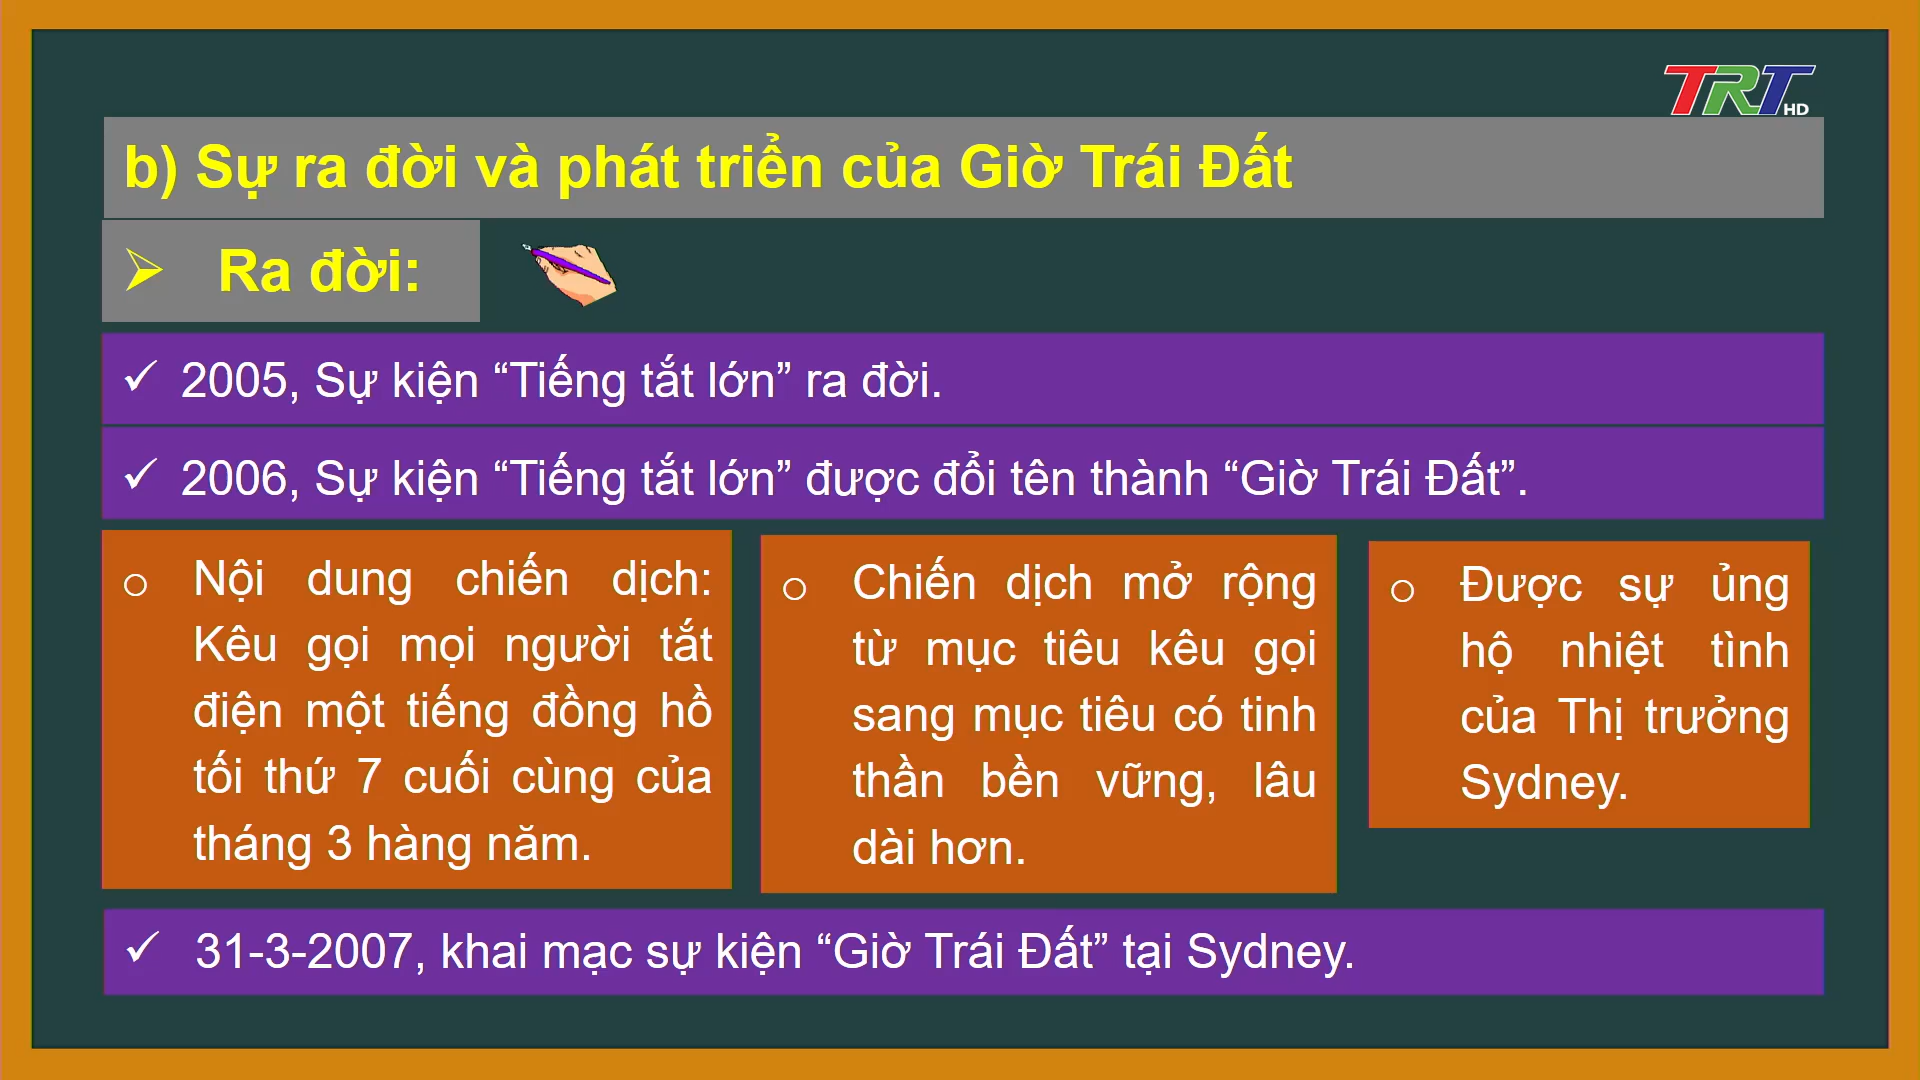 TRT HD
b) Sự ra đời và phát triển của Giờ Trái Đất
Ra đời:
2005, Sự kiện “Tiếng tắt lớn” ra đời.
2006, Sự kiện “Tiếng tắt lớn” được đổi tên thành “Giờ Trái Đất”.
Nội dung chiến dịch:
Kêu gọi mọi người tắt
điện một tiếng đồng hồ
tối thứ 7 cuối cùng của
tháng 3 hàng năm.
Chiến dịch mở rộng
từ mục tiêu kêu gọi
sang mục tiêu có tinh
thần bền vững, lâu
dài hơn.
Được sự ủng
hộ nhiệt tình
của Thị trưởng
Sydney.
31-3-2007, khai mạc sự kiện “Giờ Trái Đất” tại Sydney.